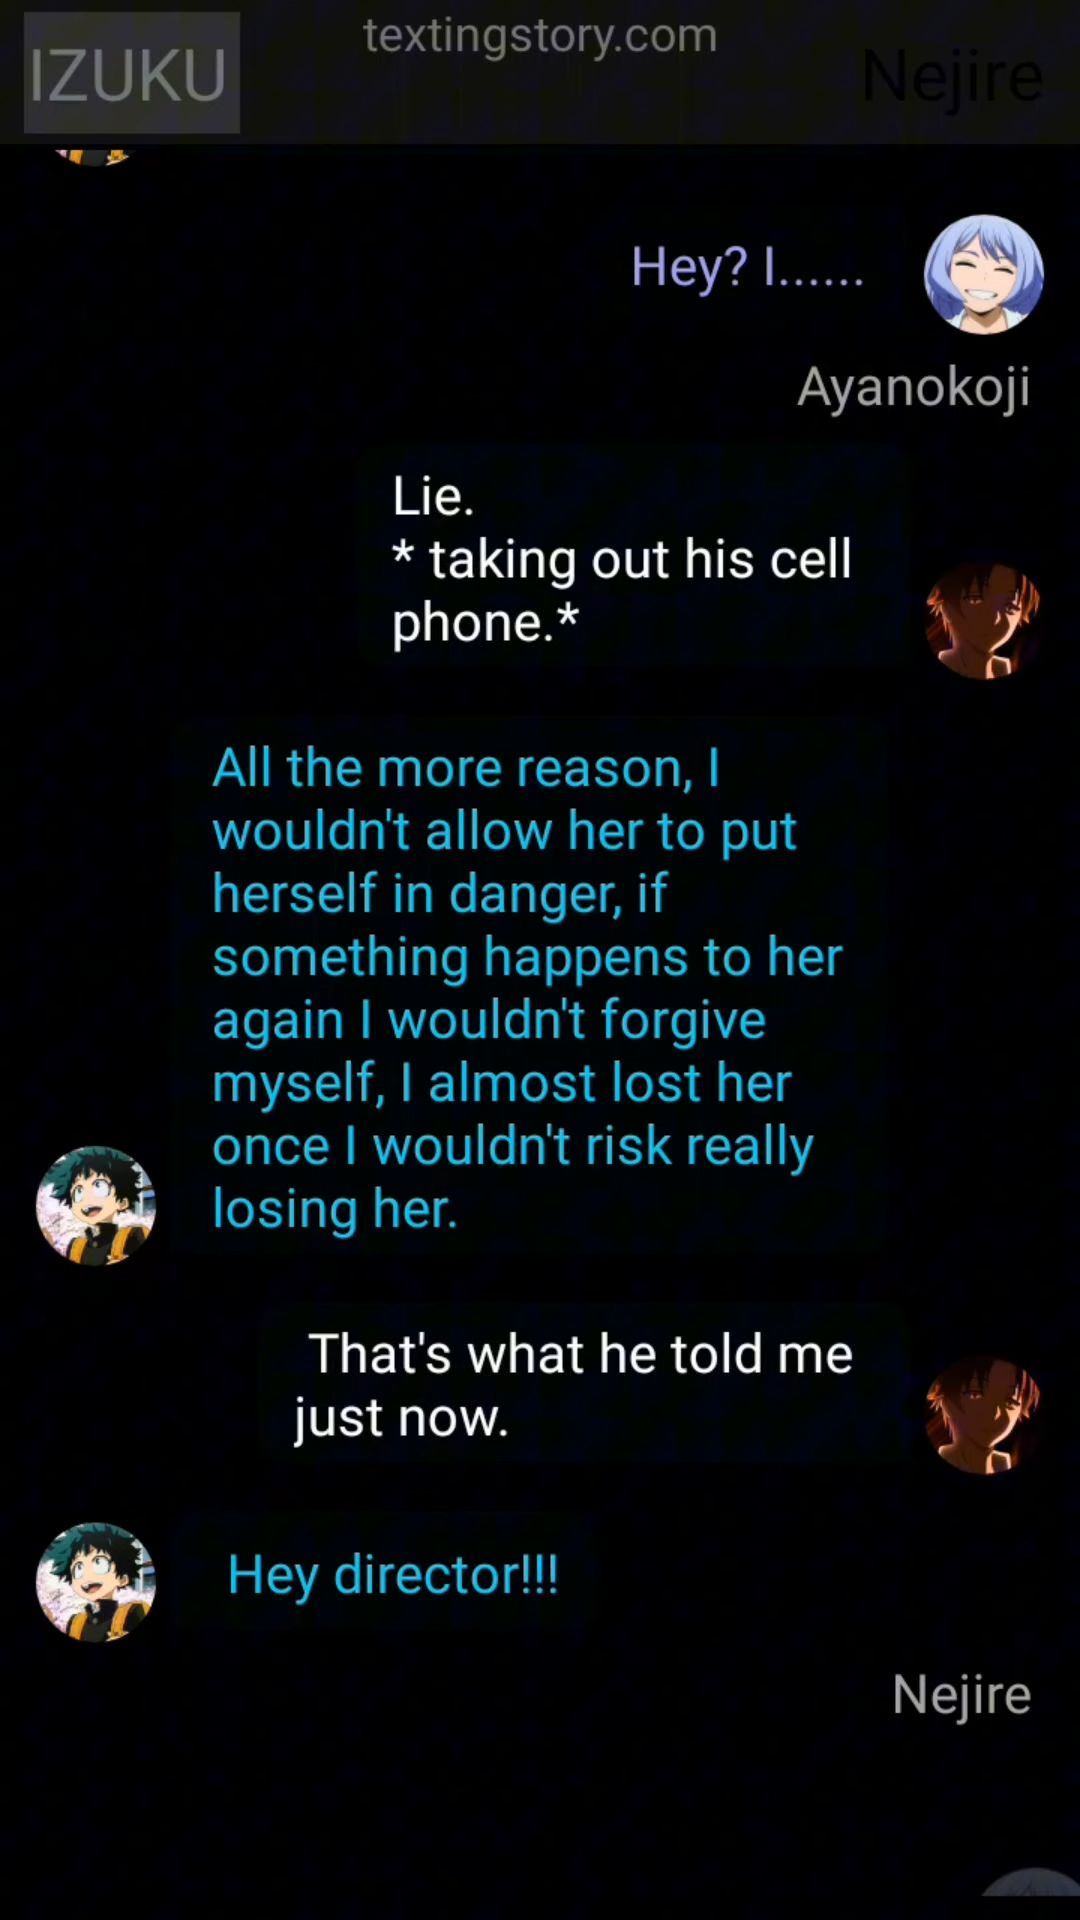 textingstory.com
IZUKU
Nejire
Hey? I......
Ayanokoji
Lie.
* taking out his cell
phone.*
All the more reason, I
wouldn't allow her to put
herself in danger, if
something happens to her
again I wouldn't forgive
myself, I almost lost her
once I wouldn't risk really
losing her.
That's what he told me
just now.
Hey director!!!
Nejire